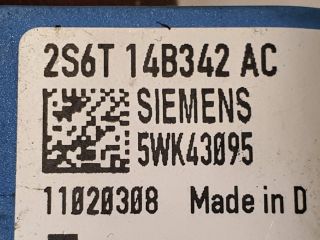 2S6T 14B342 AC
SIEMENS
5WK43095
11020308 Made in D